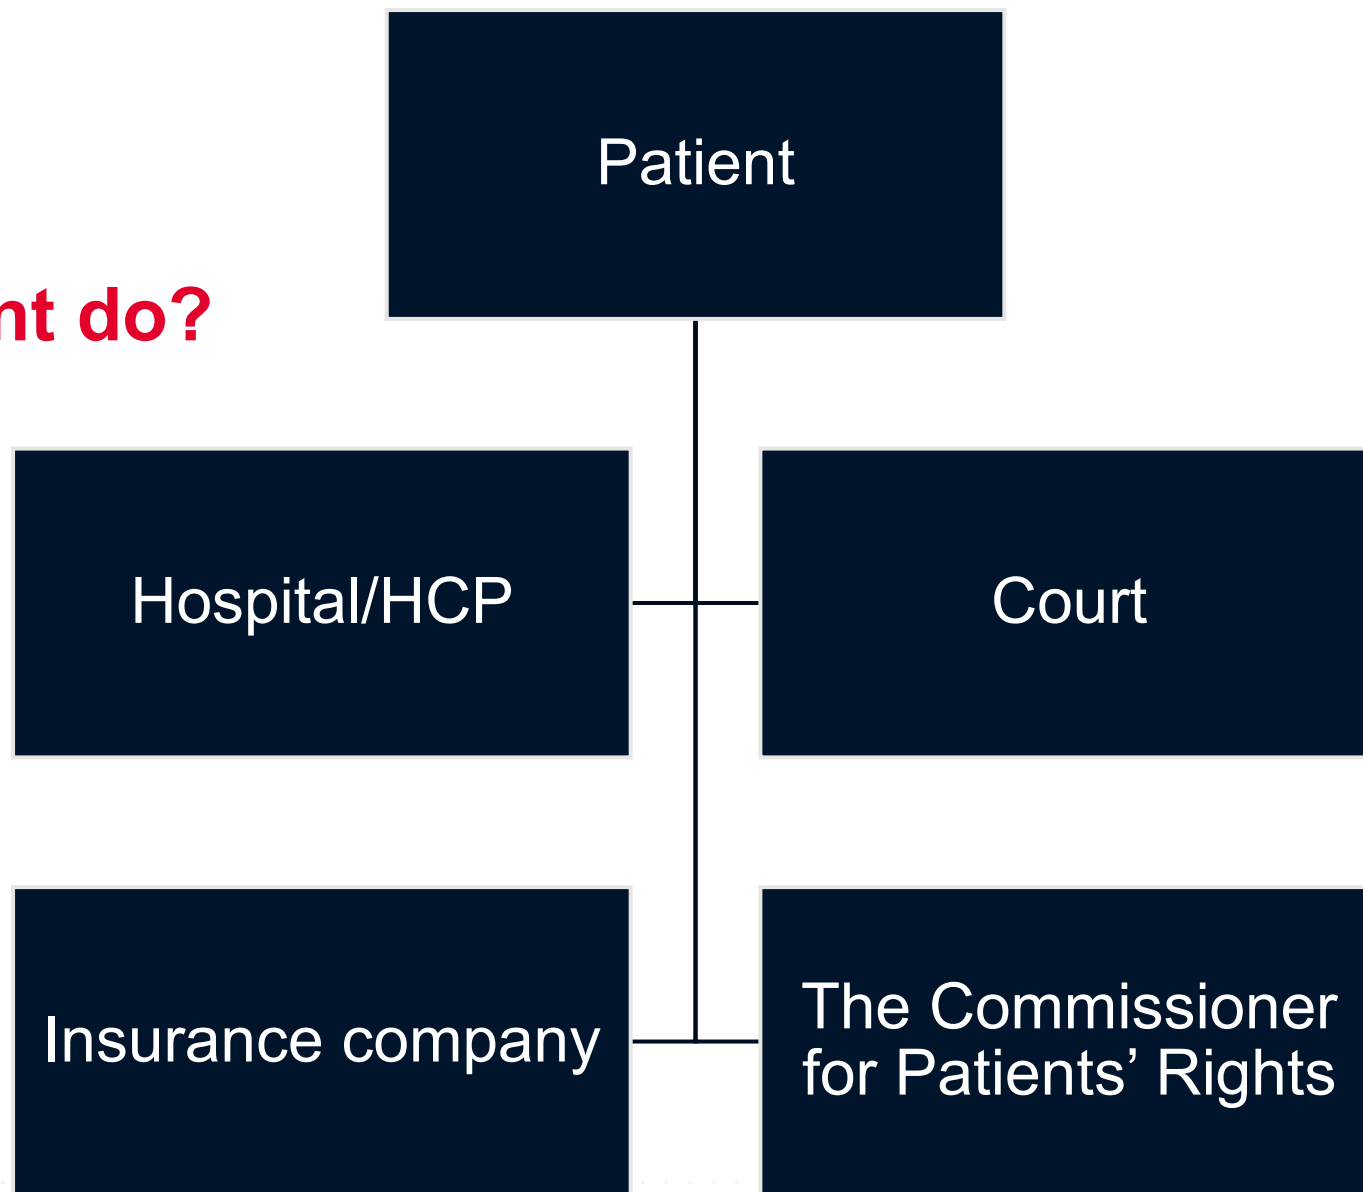 Patient
nt do?
Hospital/HCP
Court
Insurance company
The Commissioner
for Patients’ Rights